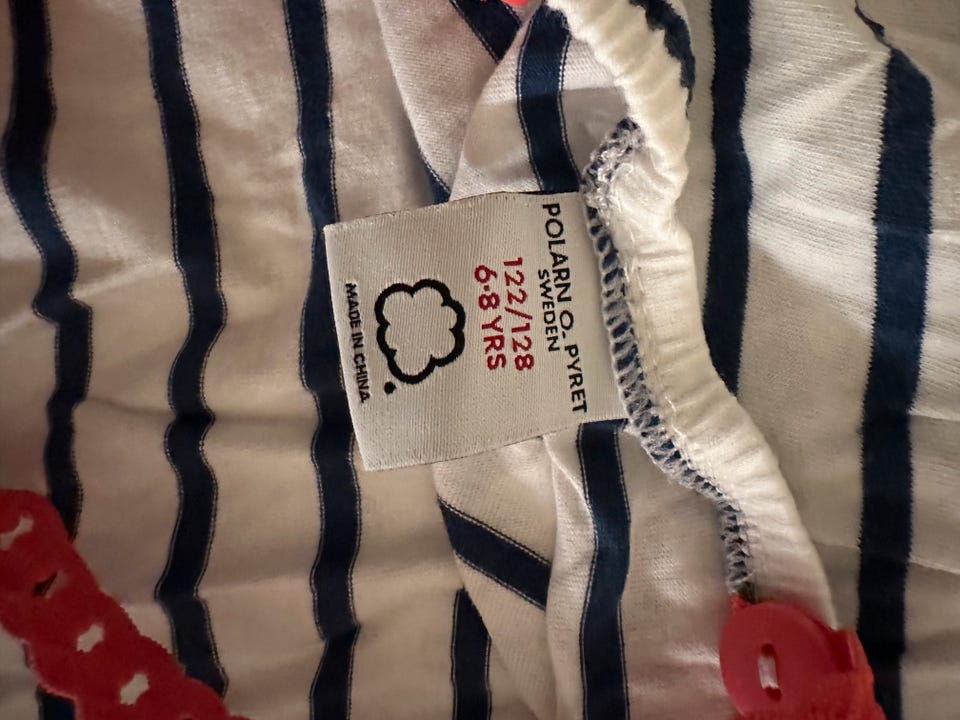 POLARN O. PYRET
SWEDEN
122/128
6-8 YRS
MADE IN CHINA